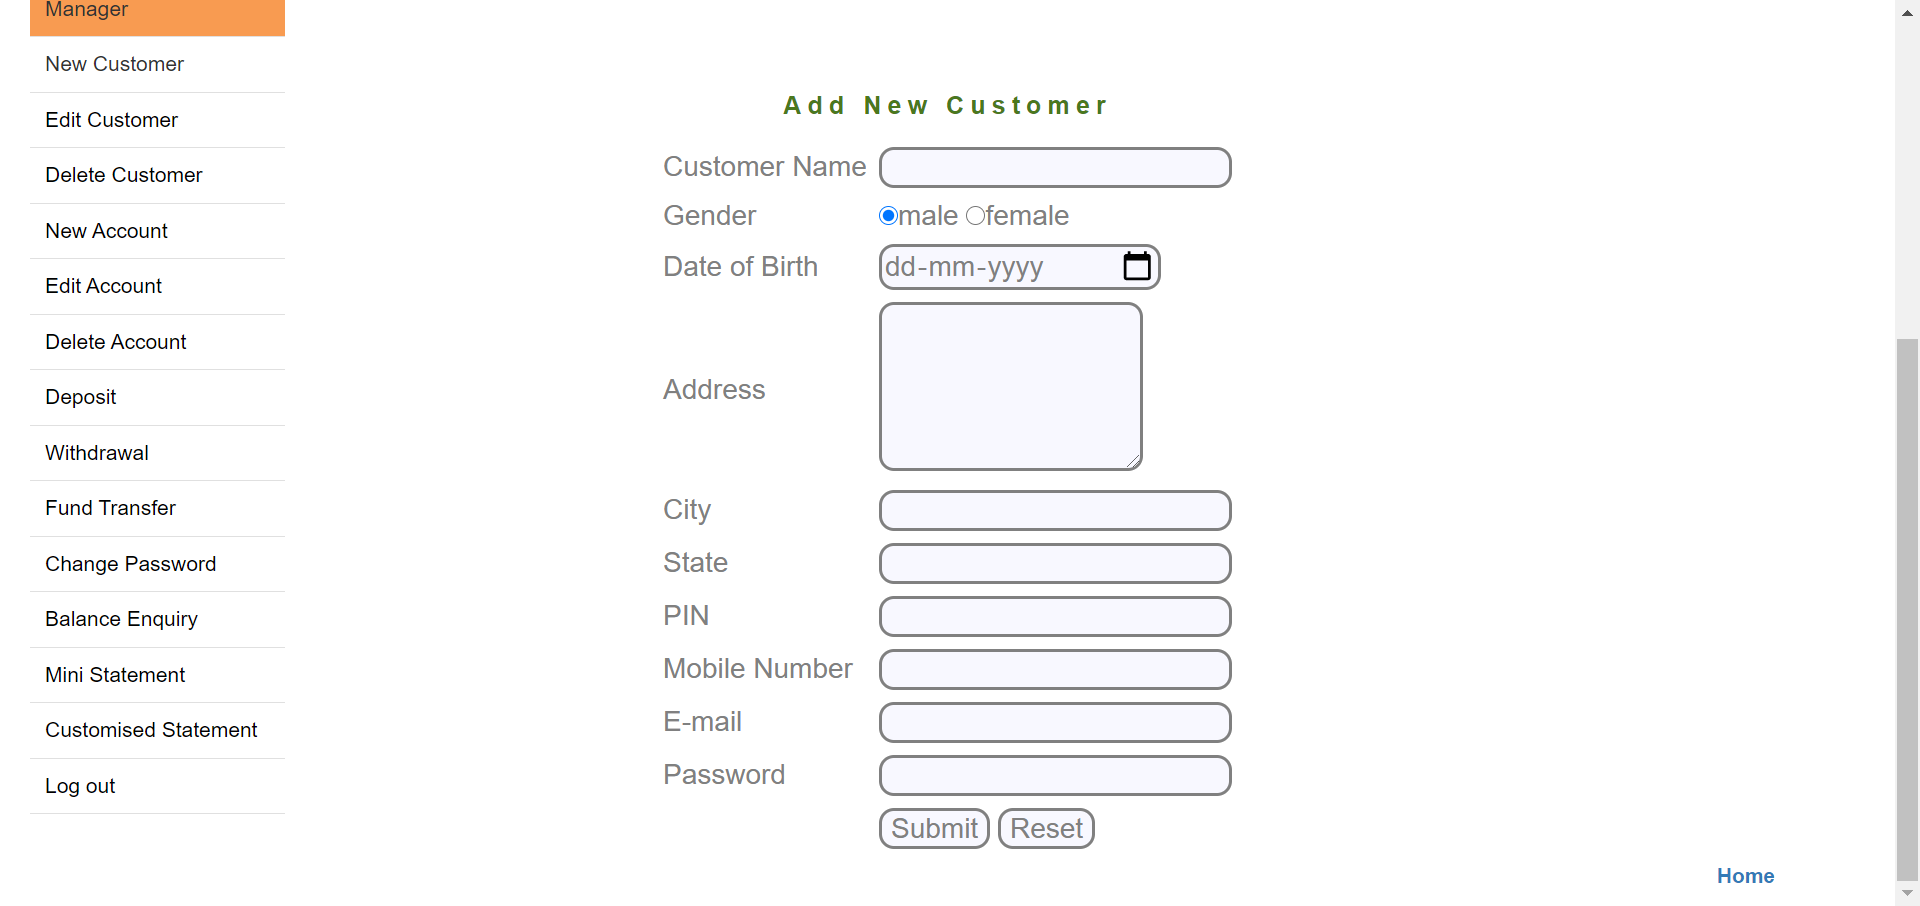 Manager
New Customer
Edit Customer
Delete Customer
New Account
Edit Account
Delete Account
Deposit
Withdrawal
Fund Transfer
Change Password
Balance Enquiry
Mini Statement
Customised Statement
Log out
Add New Customer
Customer Name
Gender male female
Date of Birth dd-mm-yyyy
Address
City
State
PIN
Mobile Number
E-mail
Password
Submit Reset
Home